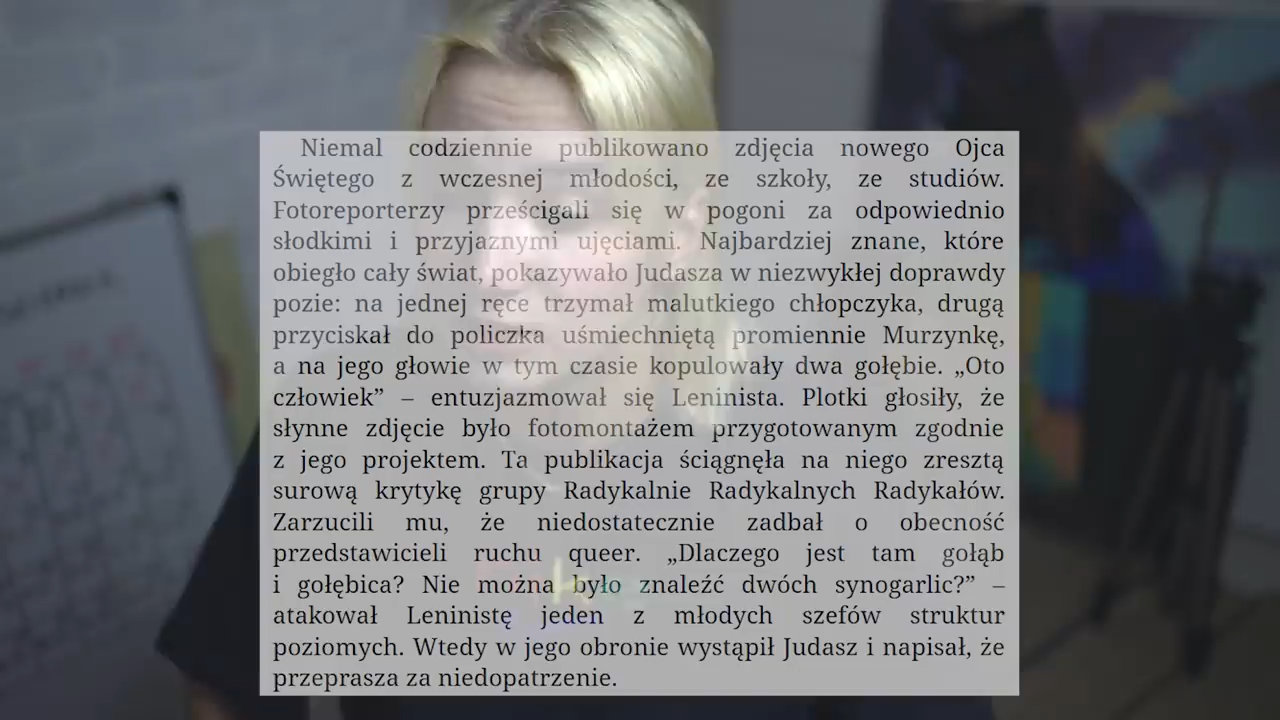 Niemal codziennie publikowano zdjęcia nowego Ojca
Świętego z wczesnej młodości, ze szkoły, ze studiów.
Fotoreporterzy prześcigali się w pogoni za odpowiednio
słodkimi i przyjaznymi ujęciami. Najbardziej znane, które
obiegło cały świat, pokazywało Judasza w niezwykłej doprawdy
pozie: na jednej ręce trzymał malutkiego chłopczyka, drugą
przyciskał do policzka uśmiechniętą promiennie Murzynkę,
a na jego głowie w tym czasie kopulowały dwa gołębie. „Oto
człowiek” – entuzjazmował się Leninista. Plotki głosiły, że
słynne zdjęcie było fotomontażem przygotowanym zgodnie
z jego projektem. Ta publikacja ściągnęła na niego zresztą
surową krytykę grupy Radykalnie Radykalnych Radykałów.
Zarzucili mu, że niedostatecznie zadbał o obecność
przedstawicieli ruchu queer. „Dlaczego jest tam gołąb
i gołębica? Nie można było znaleźć dwóch synogarlic?” –
atakował Leninistę jeden z młodych szefów struktur
poziomych. Wtedy w jego obronie wystąpił Judasz i napisał, że
przeprasza za niedopatrzenie.